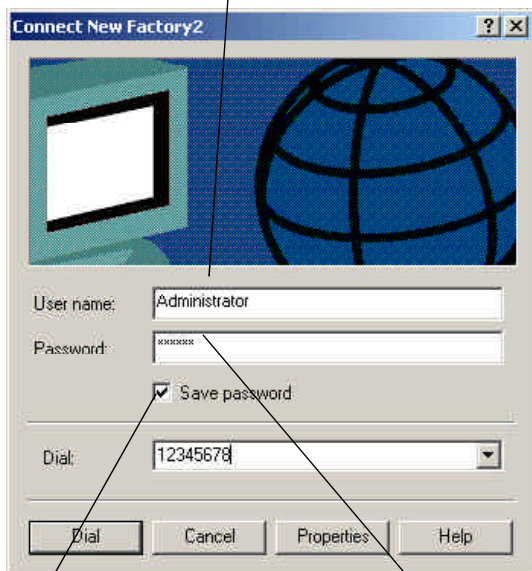 Connect New Factory2
User name: Administrator
Password: ××××××
Save password
Dial: 12345678
Dial Cancel Properties Help